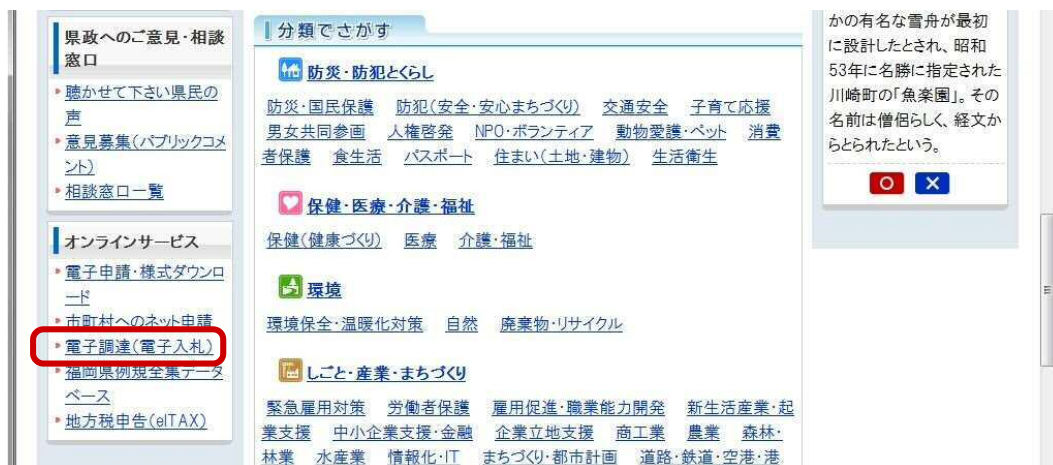 県政へのご意見・相談
窓口
聴かせて下さい県民の
声
意見募集(パブリックコメ
ント)
相談窓口一覧
オンラインサービス
電子申請・様式ダウンロ
ード
市町村へのネット申請
電子調達(電子入札)
福岡県例規全集データ
ベース
地方税申告(elTAX)
分類でさがす
防災・防犯とくらし
防災・国民保護 防犯(安全・安心まちづくり) 交通安全 子育て応援
男女共同参画 人権啓発 NPO・ボランティア 動物愛護・ペット 消費
者保護 食生活 パスポート 住まい(土地・建物) 生活衛生
保健・医療・介護・福祉
保健(健康づくり) 医療 介護・福祉
環境
環境保全・温暖化対策 自然 廃棄物・リサイクル
しごと・産業・まちづくり
緊急雇用対策 労働者保護 雇用促進・職業能力開発 新生活産業・起
業支援 中小企業支援・金融 企業立地支援 商工業 農業 森林・
林業 水産業 情報化・IT まちづくり・都市計画 道路・鉄道・空港・港
かの有名な雪舟が最初
に設計したとされ、昭和
53年に名勝に指定された
川崎町の「魚楽園」。その
名前は僧侶らしく、経文か
らとられたという。
O X